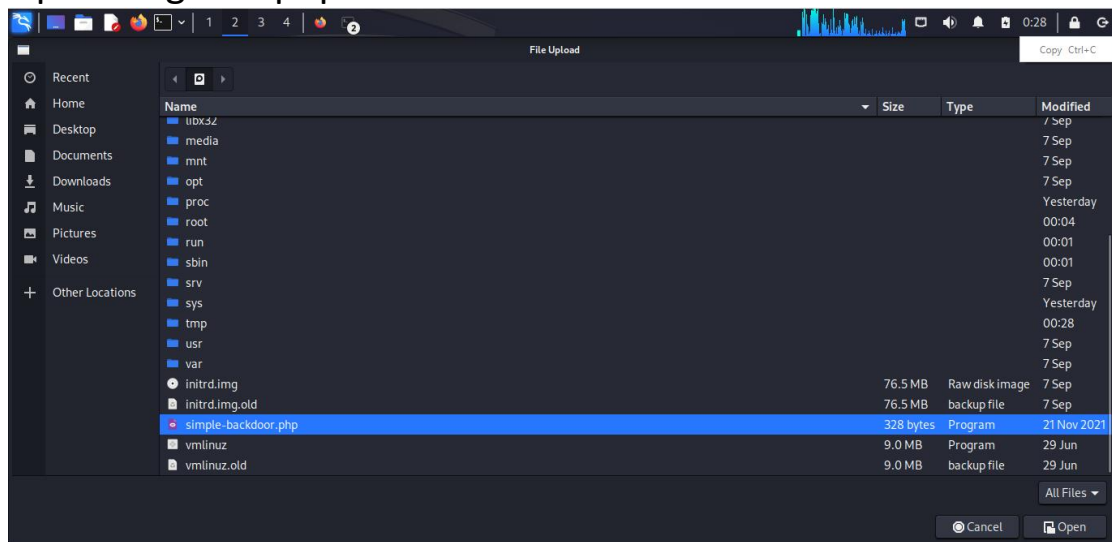 1 2 3 4 2 0:28
File Upload Copy Ctrl+C
Recent
Home
Desktop
Documents
Downloads
Music
Pictures
Videos
Other Locations
Name Size Type Modified
libx32 7 Sep
media 7 Sep
mnt 7 Sep
opt 7 Sep
proc Yesterday
root 00:04
run 00:01
sbin 00:01
srv 7 Sep
sys Yesterday
tmp 00:28
usr 7 Sep
var 7 Sep
initrd.img 76.5 MB Raw disk image 7 Sep
initrd.img.old 76.5 MB backup file 7 Sep
simple-backdoor.php 328 bytes Program 21 Nov 2021
vmlinuz 9.0 MB Program 29 Jun
vmlinuz.old 9.0 MB backup file 29 Jun
All Files
Cancel Open